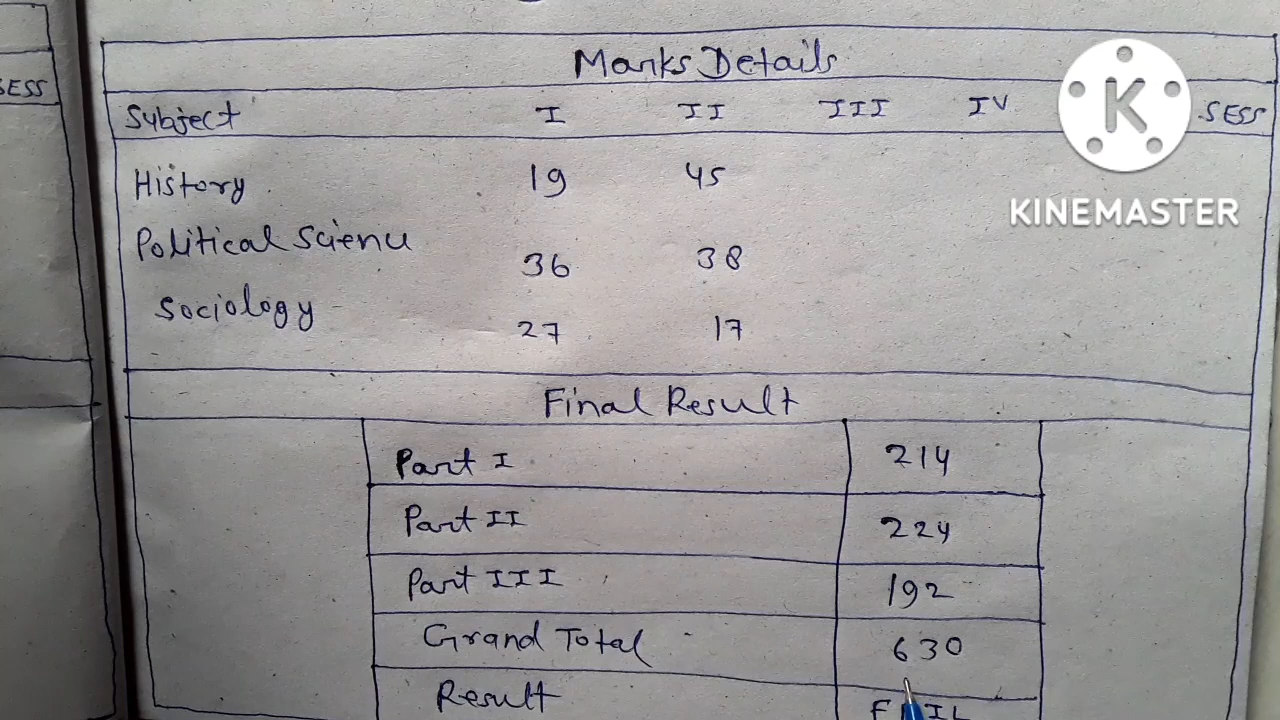 SESS
Marks Details
Subject I II III IV SESS
K
KINEMASTER
History 19 45
Political Science 36 38
Sociology 27 17
Final Result
Part I 214
Part II 224
Part III 192
Grand Total 630
Result